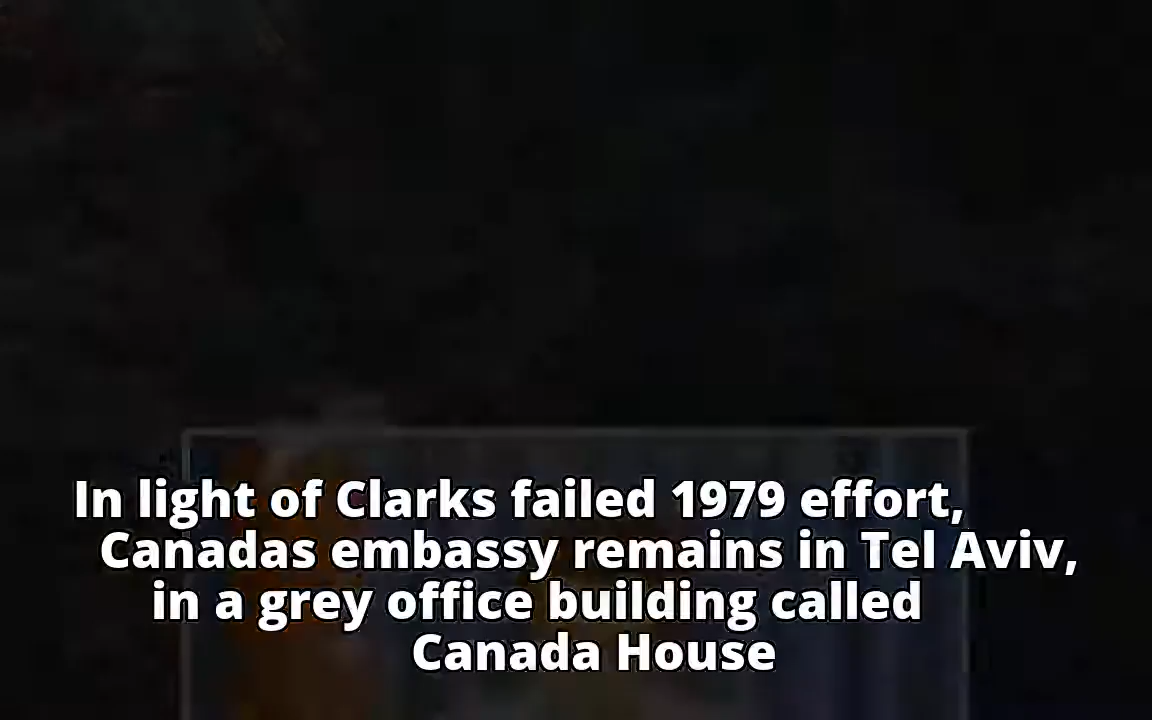 In light of Clarks failed 1979 effort,
Canadas embassy remains in Tel Aviv,
in a grey office building called
Canada House